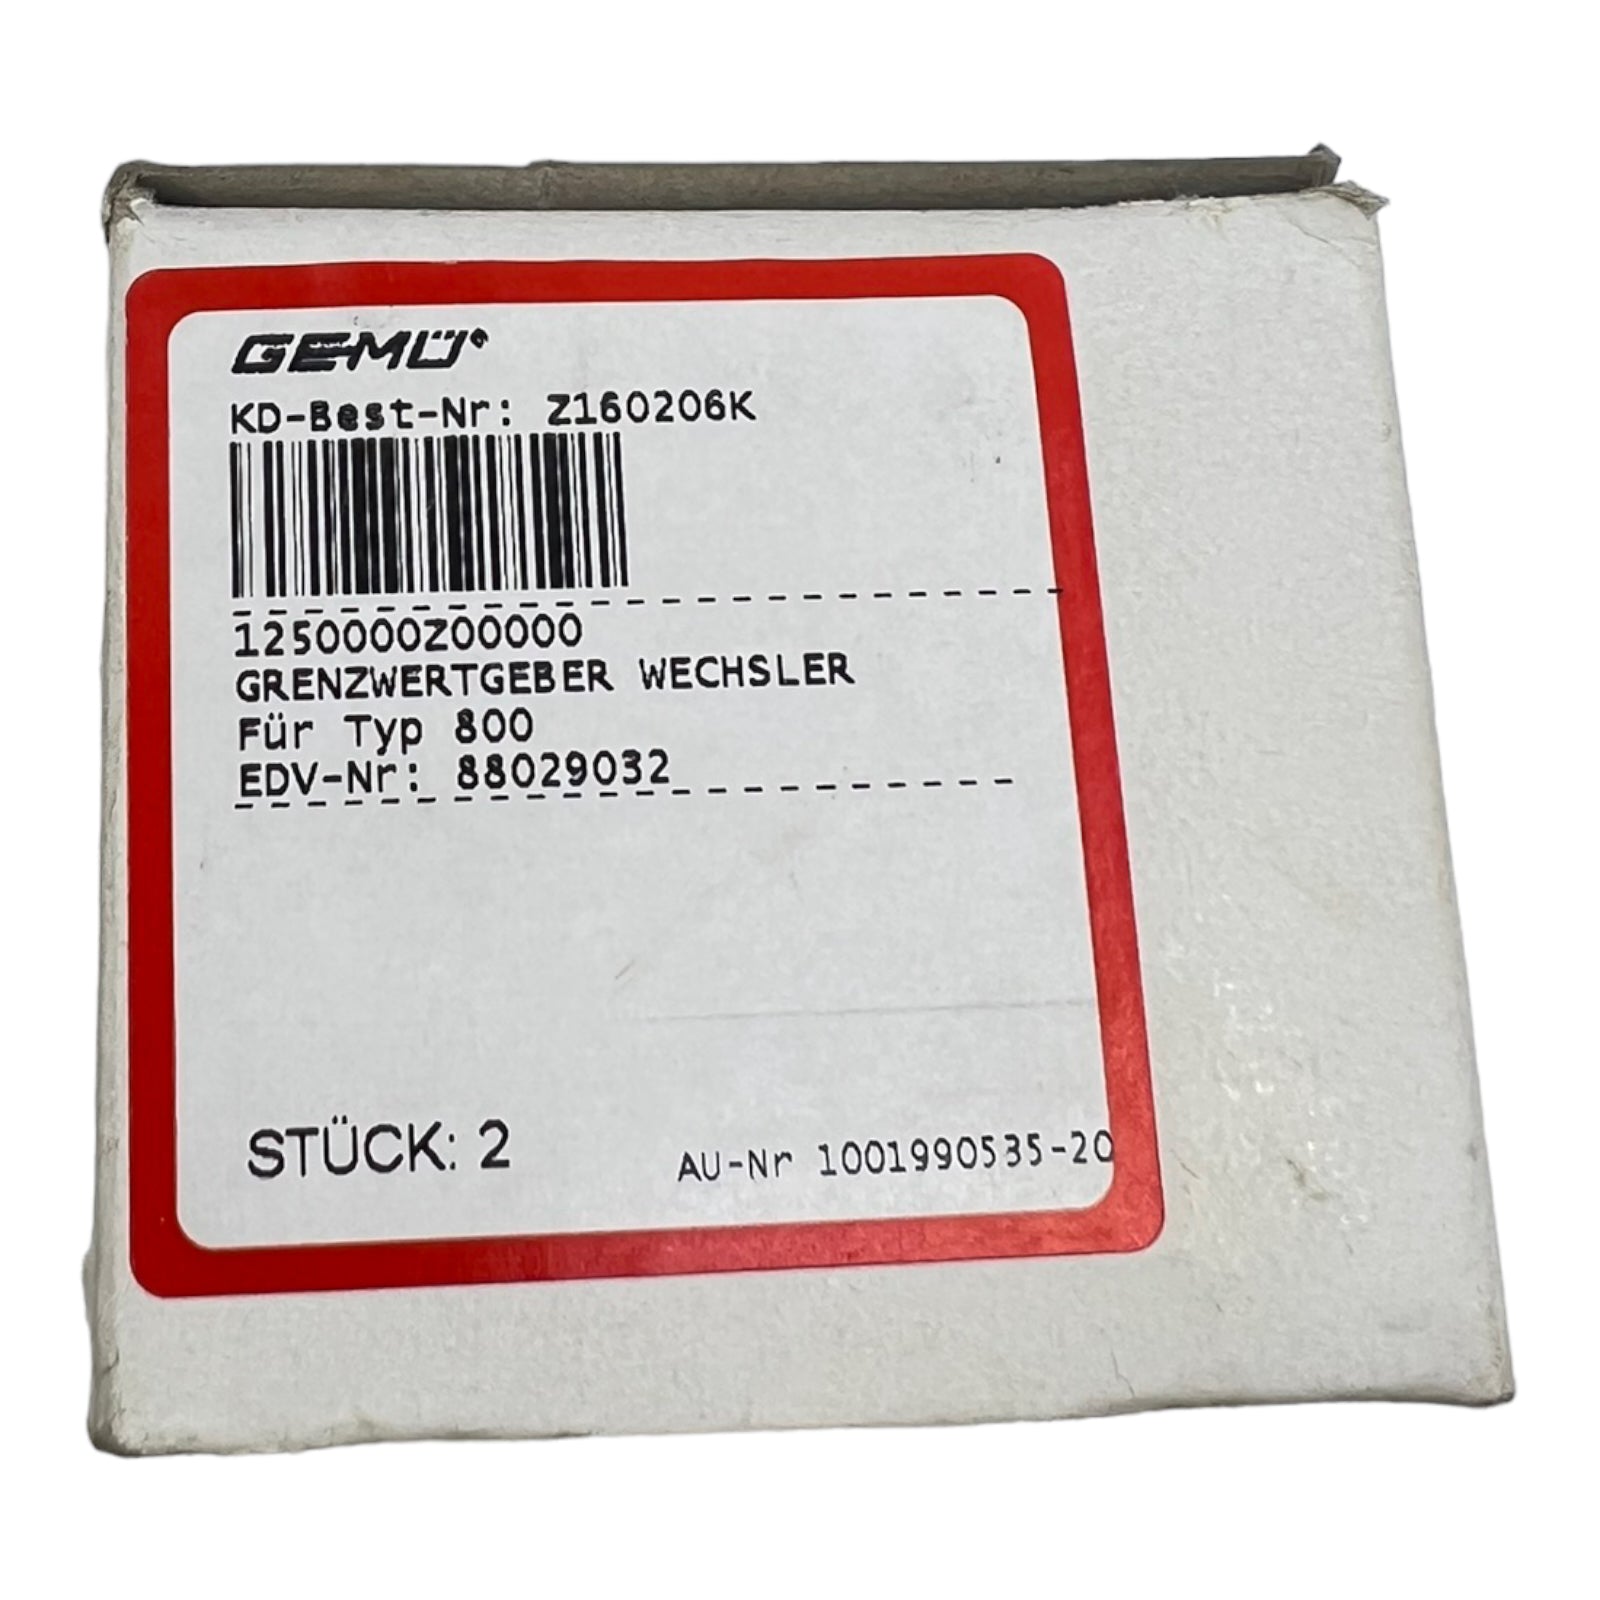 GEMÜ
KD-Best-Nr: Z160206K
1250000Z00000
GRENZWERTGEBER WECHSLER
Für Typ 800
EDV-Nr: 88029032
STÜCK: 2
AU-Nr 1001990535-20